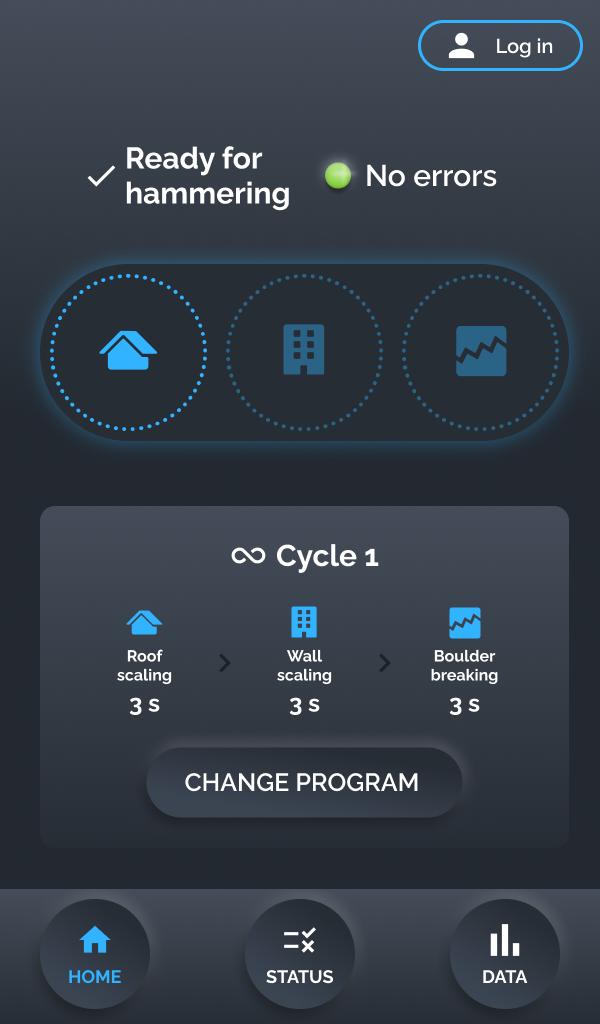 Log in
Ready for
hammering
No errors
Cycle 1
Roof
scaling
3 s
Wall
scaling
3 s
Boulder
breaking
3 s
CHANGE PROGRAM
HOME
STATUS
DATA